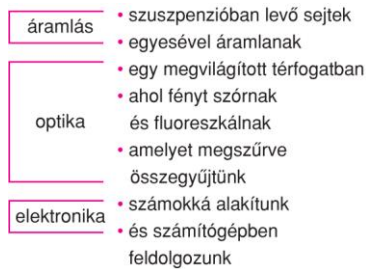 áramlás
• szuszpenzióban levő sejtek
• egyesével áramlanak
optika
• egy megvilágított térfogatban
• ahol fényt szórnak
és fluoreszkálnak
• amelyet megszűrve
összegyűjtünk
elektronika
• számokká alakítunk
• és számítógépben
feldolgozunk